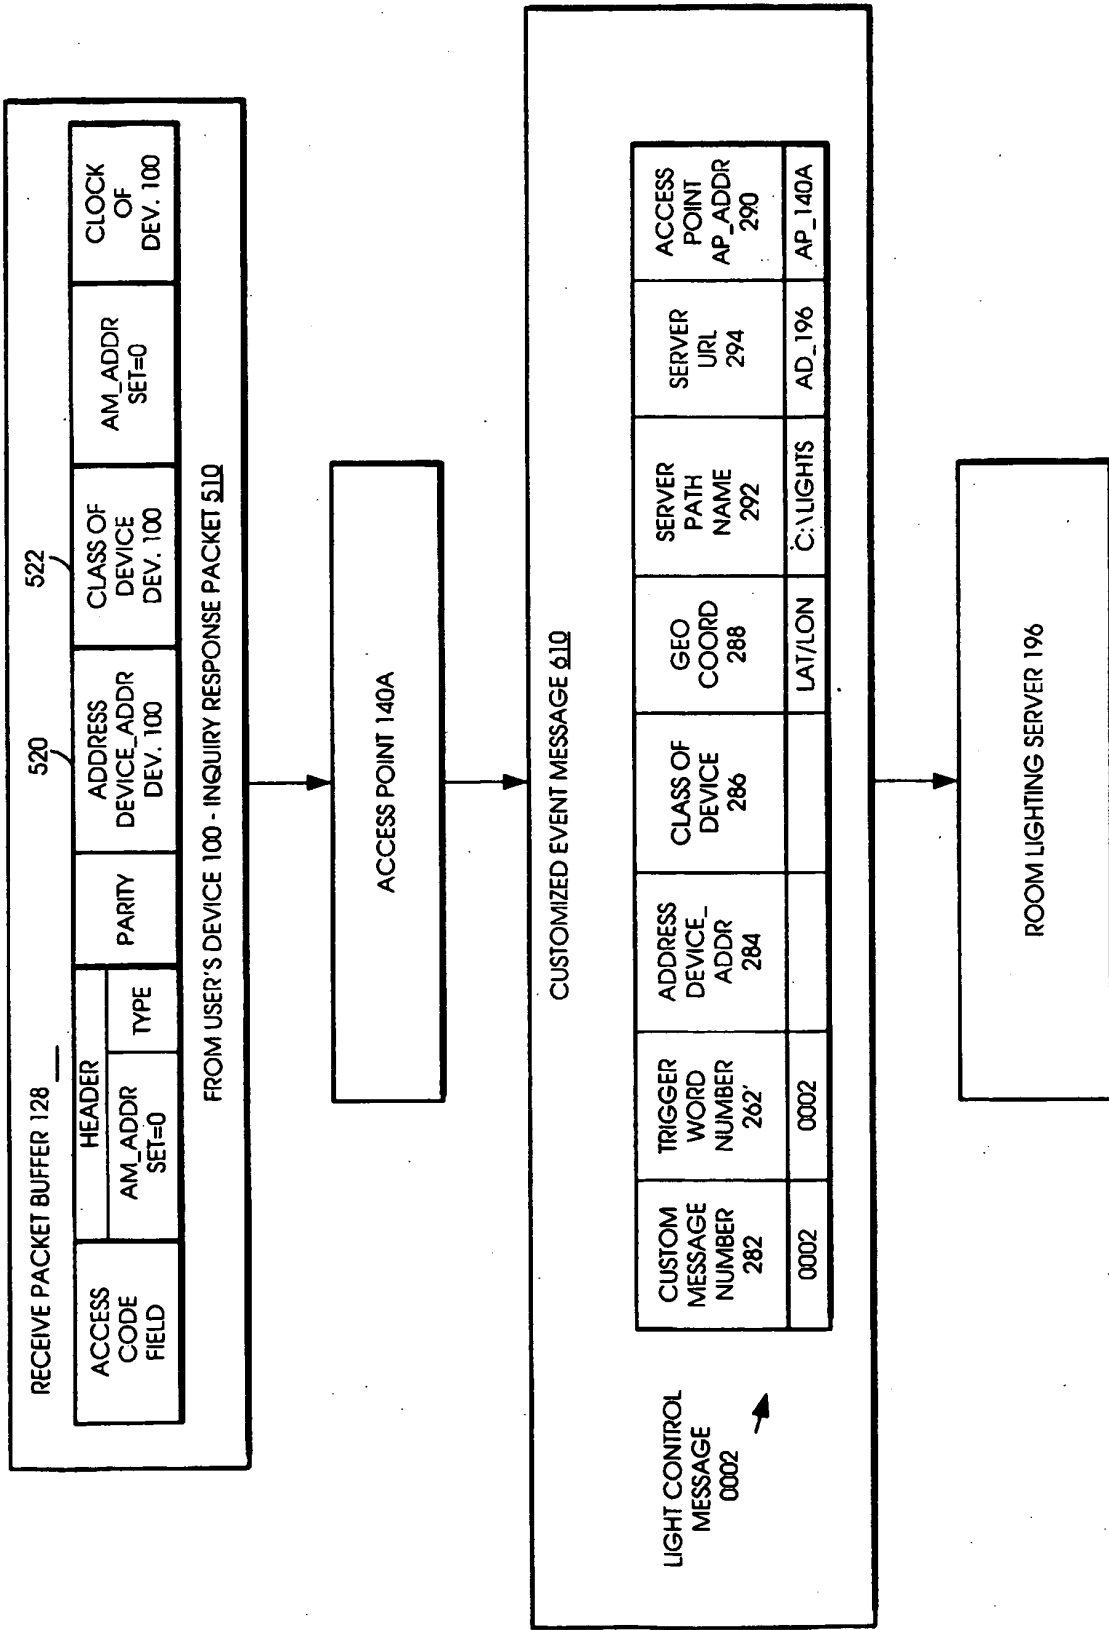 RECEIVE PACKET BUFFER 128
ACCESS
CODE
FIELD
HEADER
AM_ADDR
SET=0
TYPE
PARITY
520
ADDRESS
DEVICE_ADDR
DEV. 100
522
CLASS OF
DEVICE
DEV. 100
AM_ADDR
SET=0
CLOCK
OF
DEV. 100
FROM USER'S DEVICE 100 - INQUIRY RESPONSE PACKET 510
ACCESS POINT 140A
CUSTOMIZED EVENT MESSAGE 610
LIGHT CONTROL
MESSAGE
0002
CUSTOM
MESSAGE
NUMBER
282
TRIGGER
WORD
NUMBER
262'
ADDRESS
DEVICE_
ADDR
284
CLASS OF
DEVICE
286
GEO
COORD
288
SERVER
PATH
NAME
292
SERVER
URL
294
ACCESS
POINT
AP_ADDR
290
0002
0002
LAT/LON
C:\LIGHTS
AD_196
AP_140A
ROOM LIGHTING SERVER 196